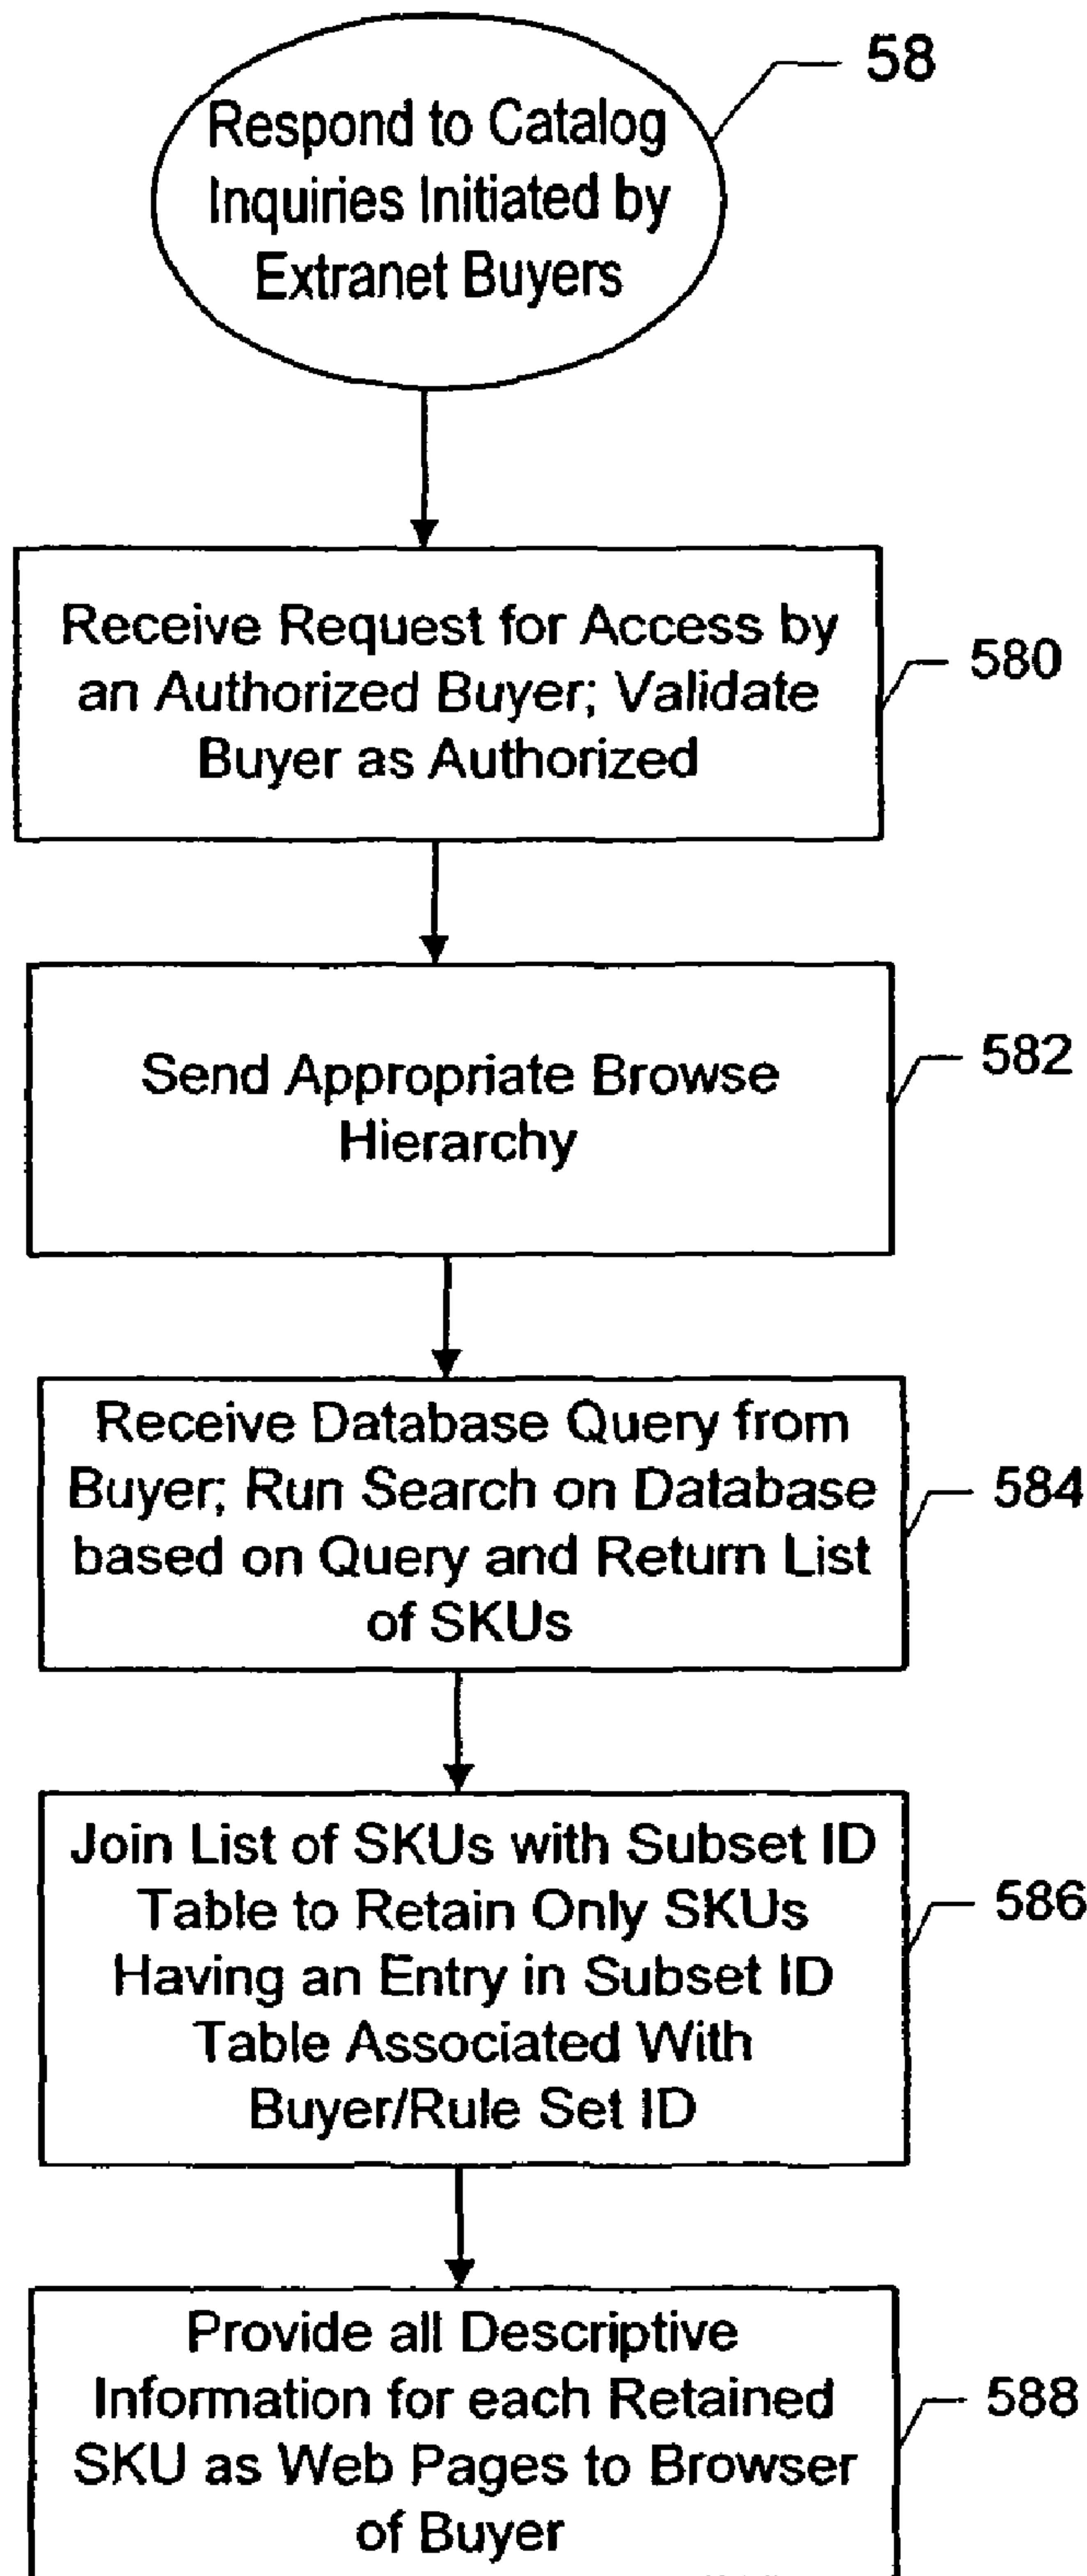 58
Respond to Catalog
Inquiries Initiated by
Extranet Buyers
Receive Request for Access by
an Authorized Buyer; Validate
Buyer as Authorized
580
Send Appropriate Browse
Hierarchy
582
Receive Database Query from
Buyer; Run Search on Database
based on Query and Return List
of SKUs
584
Join List of SKUs with Subset ID
Table to Retain Only SKUs
Having an Entry in Subset ID
Table Associated With
Buyer/Rule Set ID
586
Provide all Descriptive
Information for each Retained
SKU as Web Pages to Browser
of Buyer
588